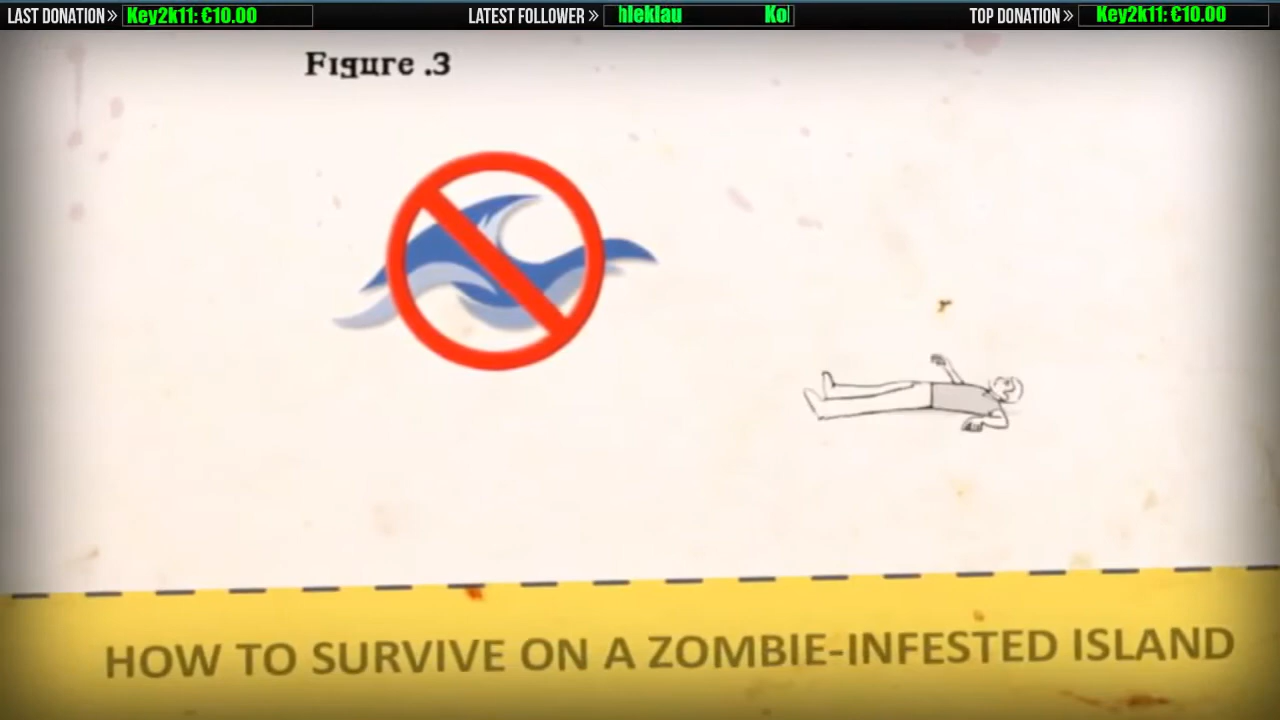 LAST DONATION» Key2k11: €10.00 LATEST FOLLOWER» hleklau Kol TOP DONATION» Key2k11: €10.00
Figure .3
HOW TO SURVIVE ON A ZOMBIE-INFESTED ISLAND